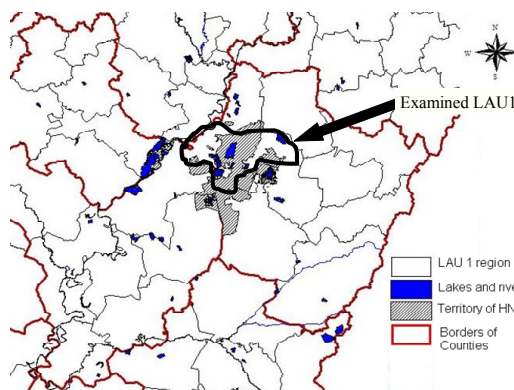 N
W
E
S
Examined LAU1
LAU 1 region
Lakes and rive
Territory of HN
Borders of
Counties